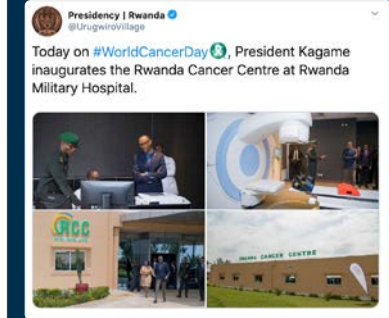 Presidency | Rwanda
@UrugwiroVillage
Today on #WorldCancerDay, President Kagame
inaugurates the Rwanda Cancer Centre at Rwanda
Military Hospital.
RCC
RWANDA CANCER CENTRE